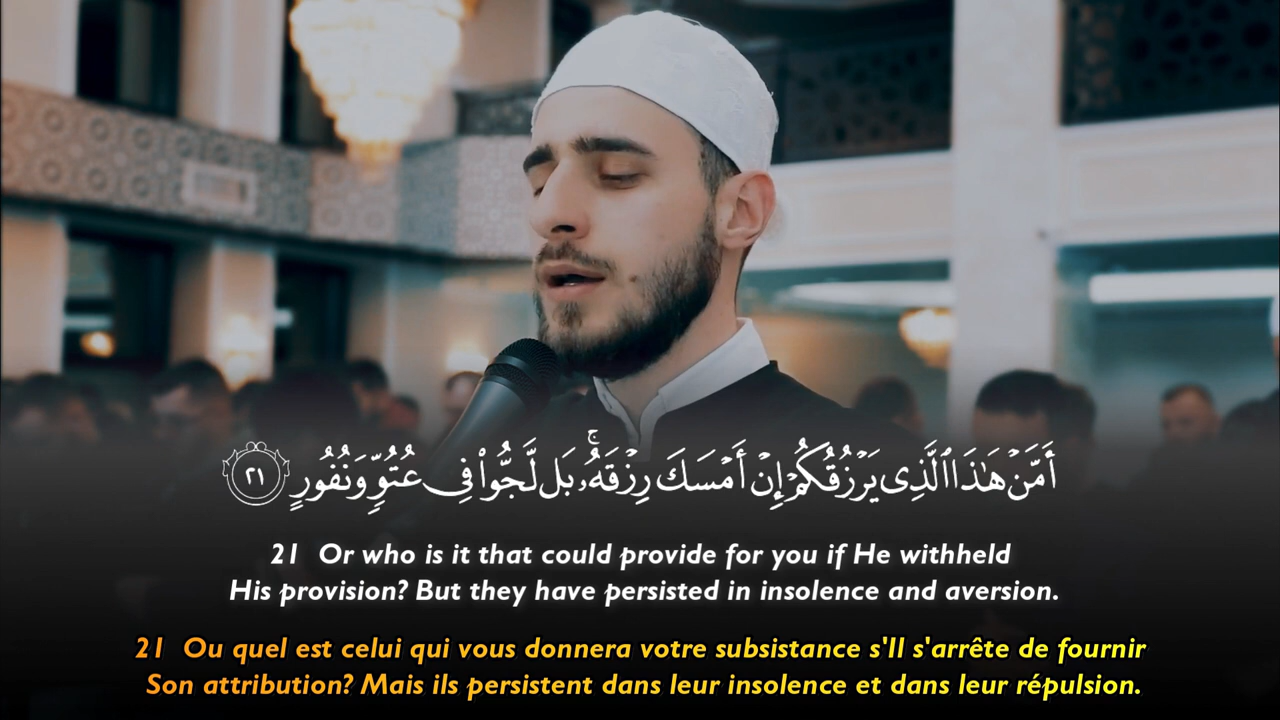 أَمَّنْ هَٰذَا ٱلَّذِى يَرْزُقُكُمْ إِنْ أَمْسَكَ رِزْقَهُۥ ۚ بَل لَّجُّوا۟ فِى عُتُوٍّ وَنُفُورٍ ٢١
21 Or who is it that could provide for you if He withheld
His provision? But they have persisted in insolence and aversion.
21 Ou quel est celui qui vous donnera votre subsistance s'Il s'arrête de fournir
Son attribution? Mais ils persistent dans leur insolence et dans leur répulsion.